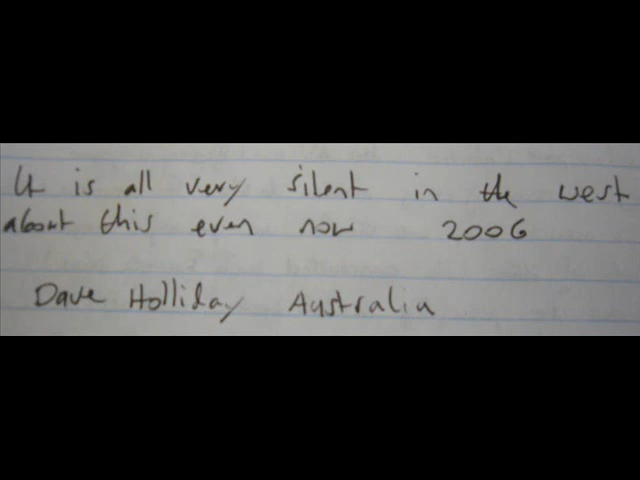 It is all very silent in the west
about this even now 2006
Dave Holliday Australia